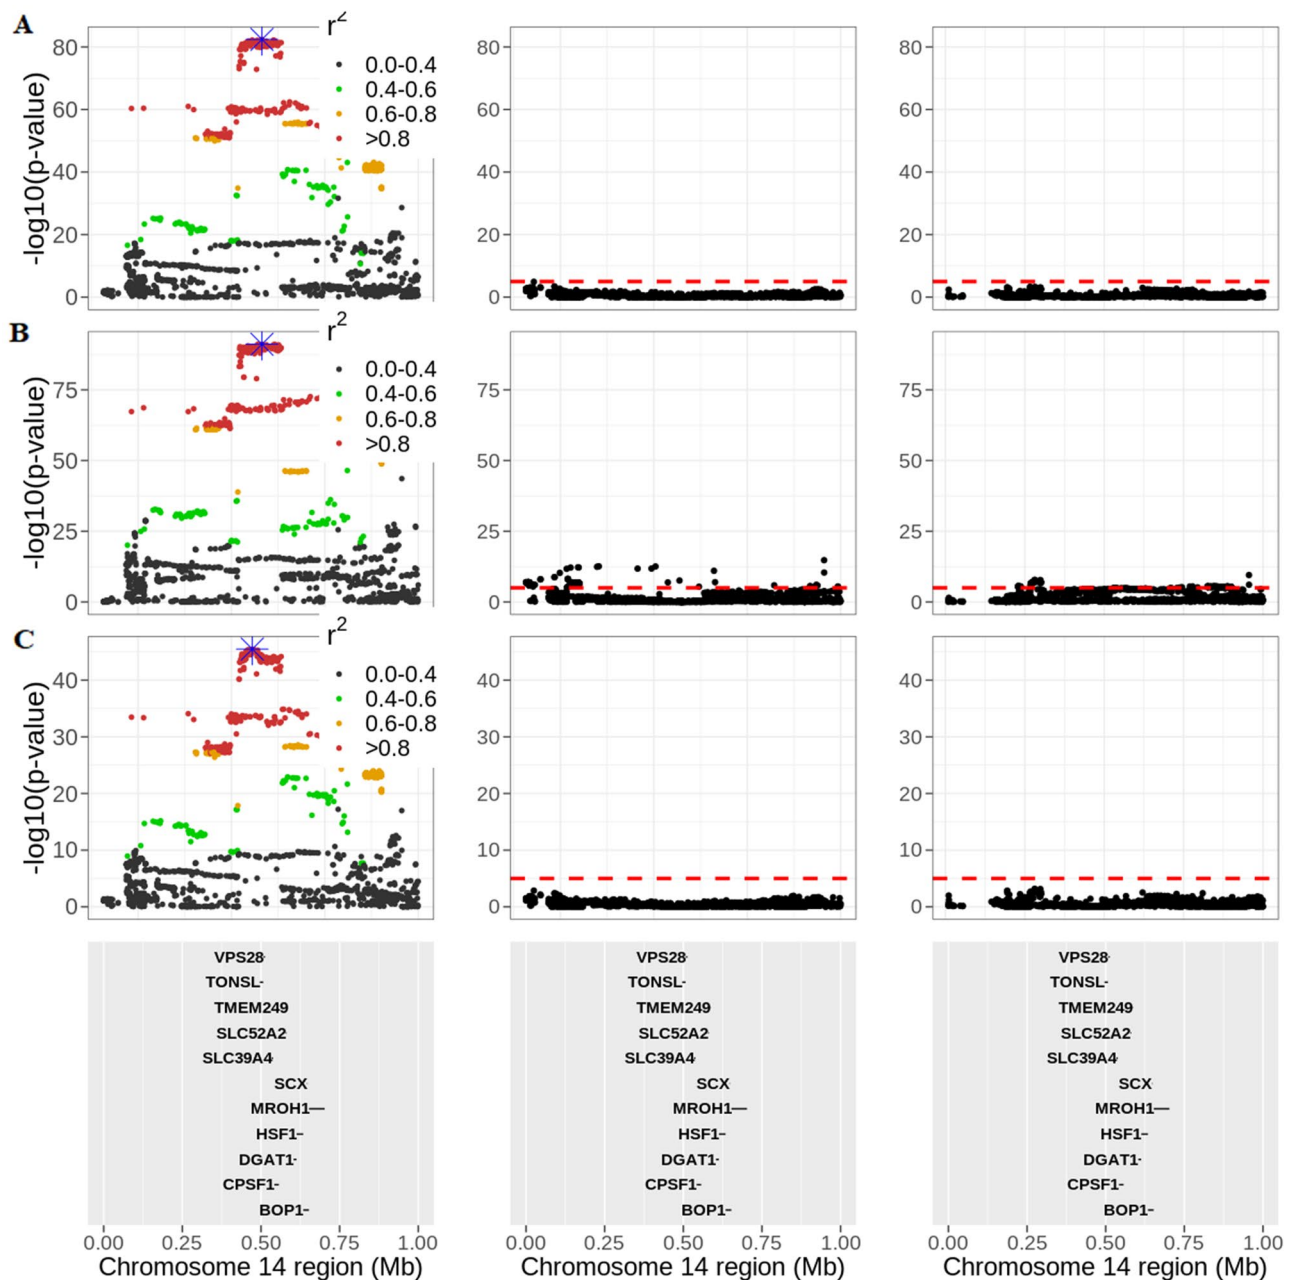 A
r2
-log10(p-value)
80
60
40
20
0
0.0-0.4
0.4-0.6
0.6-0.8
>0.8
80
60
40
20
0
80
60
40
20
0
B
r2
-log10(p-value)
75
50
25
0
0.0-0.4
0.4-0.6
0.6-0.8
>0.8
75
50
25
0
75
50
25
0
C
r2
-log10(p-value)
40
30
20
10
0
0.0-0.4
0.4-0.6
0.6-0.8
>0.8
40
30
20
10
0
40
30
20
10
0
VPS28
TONSL
TMEM249
SLC52A2
SLC39A4
SCX
MROH1
HSF1
DGAT1
CPSF1
BOP1
0.00 0.25 0.50 0.75 1.00
Chromosome 14 region (Mb)
VPS28
TONSL
TMEM249
SLC52A2
SLC39A4
SCX
MROH1
HSF1
DGAT1
CPSF1
BOP1
0.00 0.25 0.50 0.75 1.00
Chromosome 14 region (Mb)
VPS28
TONSL
TMEM249
SLC52A2
SLC39A4
SCX
MROH1
HSF1
DGAT1
CPSF1
BOP1
0.00 0.25 0.50 0.75 1.00
Chromosome 14 region (Mb)